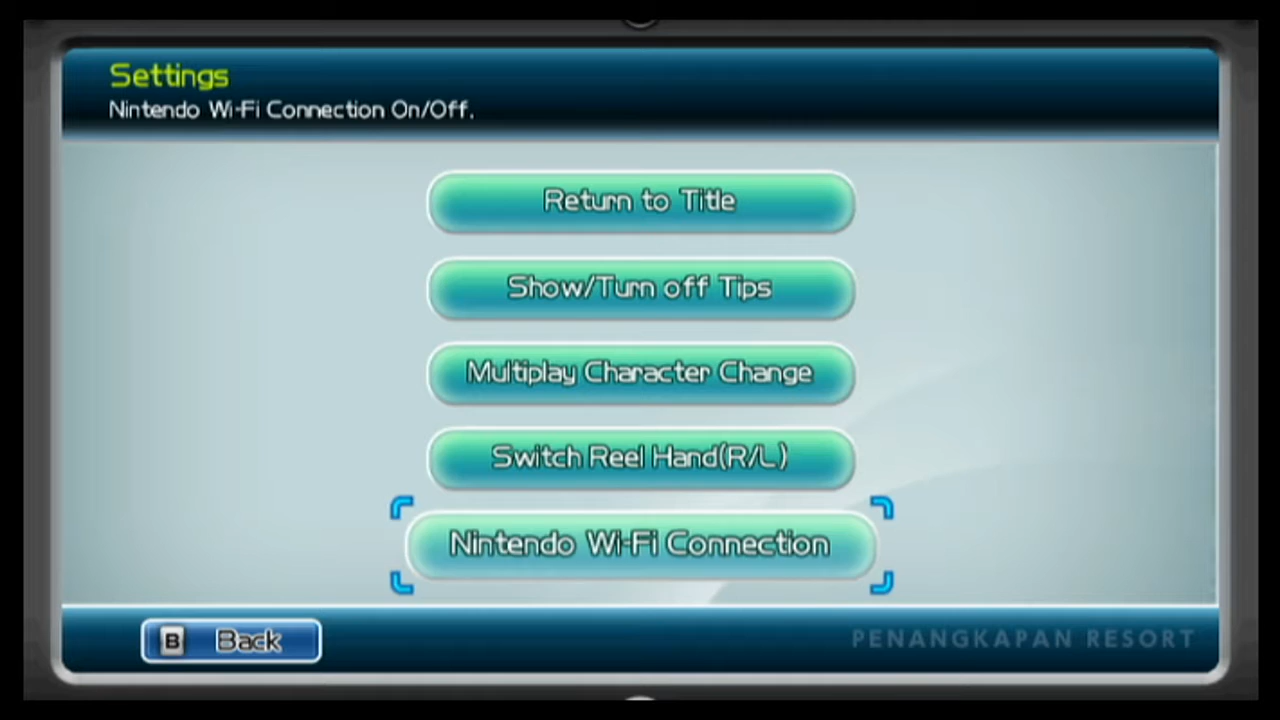 Settings
Nintendo Wi-Fi Connection On/Off.
Return to Title
Show/Turn off Tips
Multiplay Character Change
Switch Reel Hand(R/L)
Nintendo Wi-Fi Connection
B Back
PENANGKAPAN RESORT